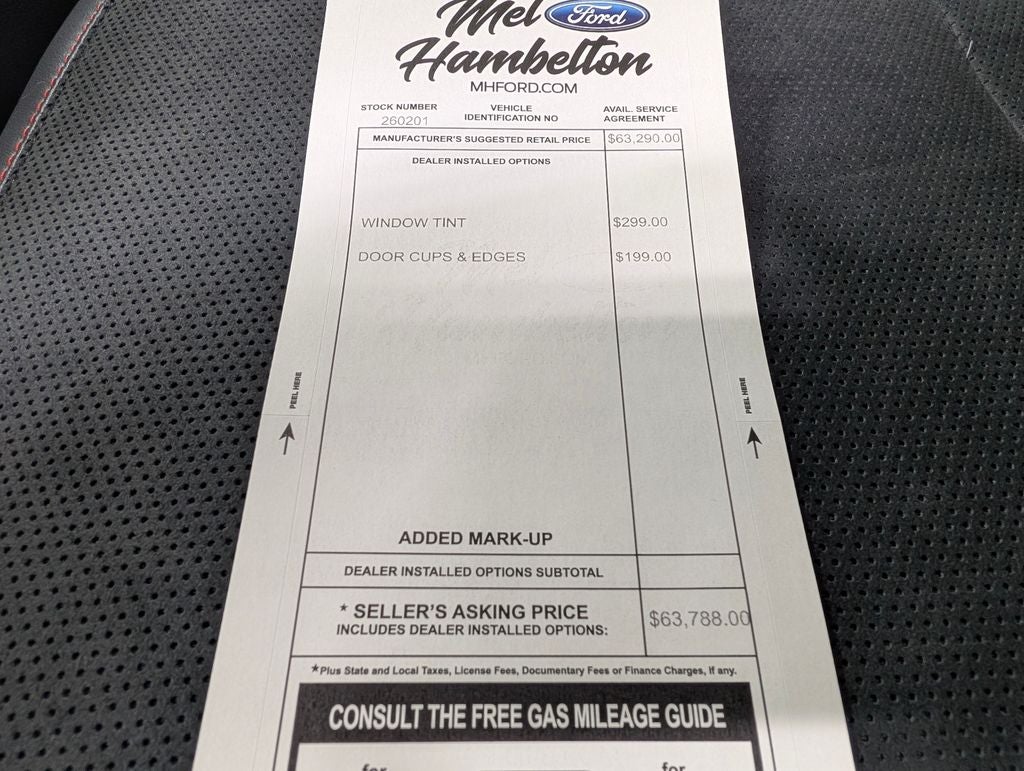 Mel Ford
Hambelton
MHFORD.COM
STOCK NUMBER
260201
VEHICLE
IDENTIFICATION NO
AVAIL. SERVICE
AGREEMENT
MANUFACTURER'S SUGGESTED RETAIL PRICE $63,290.00
DEALER INSTALLED OPTIONS
WINDOW TINT $299.00
DOOR CUPS & EDGES $199.00
PEEL HERE
PEEL HERE
ADDED MARK-UP
DEALER INSTALLED OPTIONS SUBTOTAL
* SELLER'S ASKING PRICE $63,788.00
INCLUDES DEALER INSTALLED OPTIONS:
*Plus State and Local Taxes, License Fees, Documentary Fees or Finance Charges, if any.
CONSULT THE FREE GAS MILEAGE GUIDE
for for